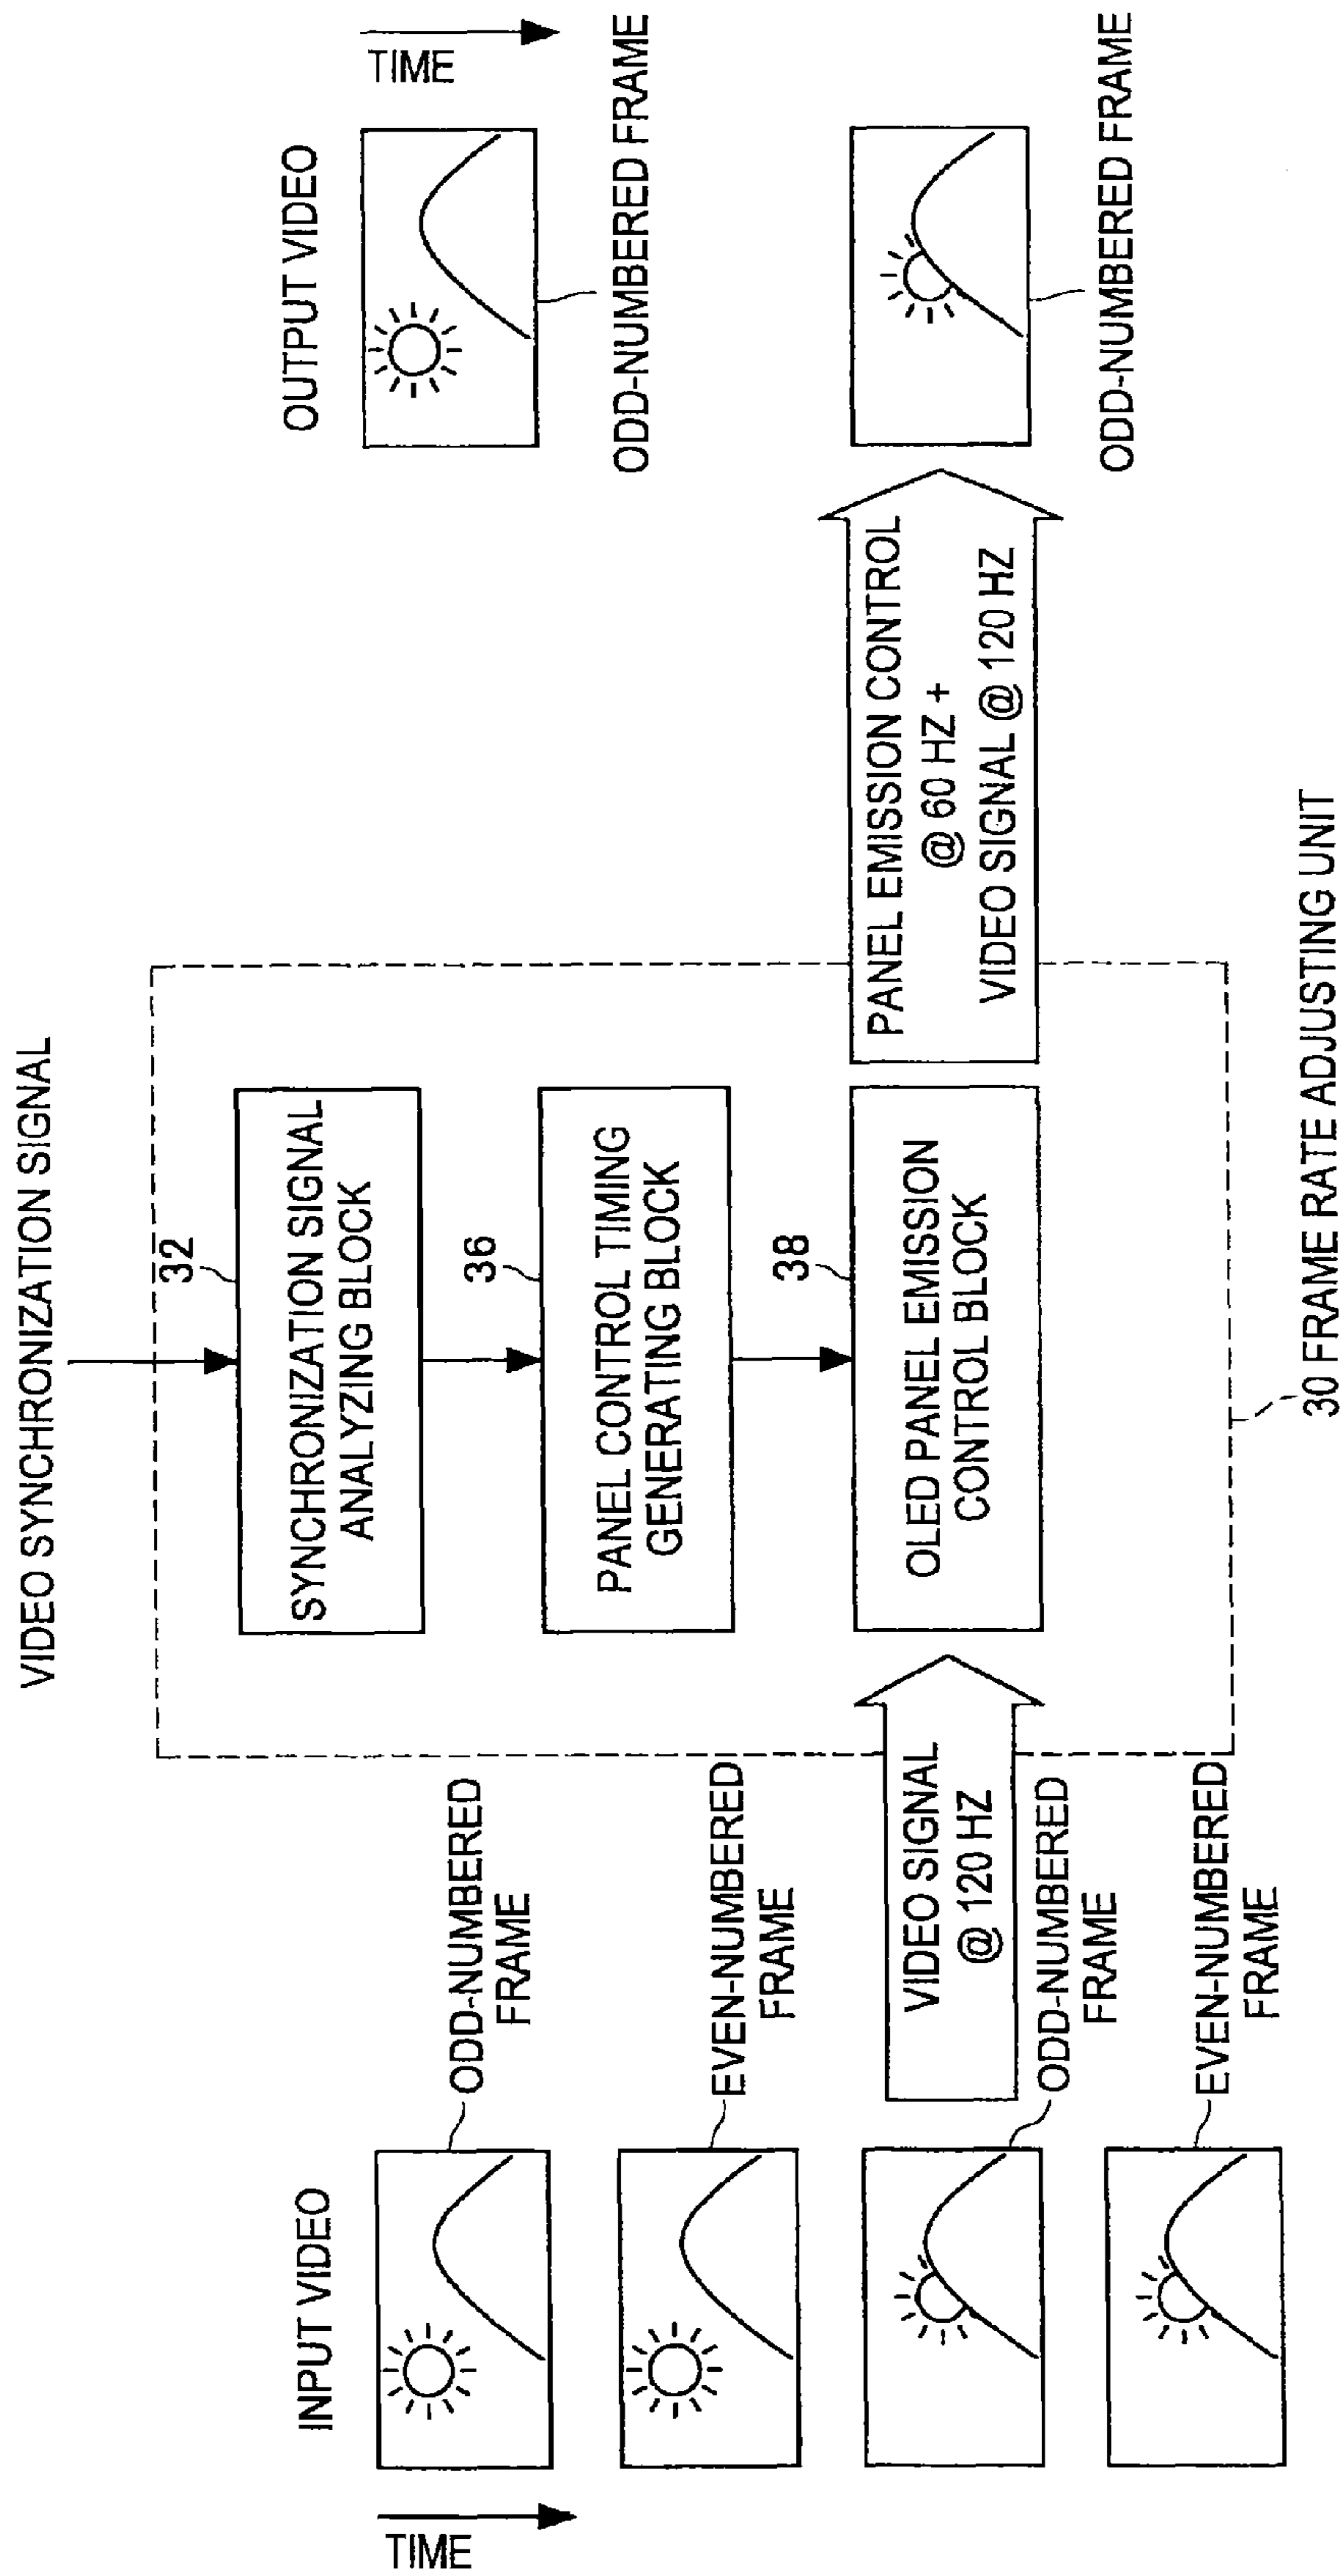 VIDEO SYNCHRONIZATION SIGNAL
INPUT VIDEO
TIME
ODD-NUMBERED
FRAME
EVEN-NUMBERED
FRAME
ODD-NUMBERED
FRAME
EVEN-NUMBERED
FRAME
VIDEO SIGNAL
@ 120 HZ
32
SYNCHRONIZATION SIGNAL
ANALYZING BLOCK
36
PANEL CONTROL TIMING
GENERATING BLOCK
38
OLED PANEL EMISSION
CONTROL BLOCK
30 FRAME RATE ADJUSTING UNIT
PANEL EMISSION CONTROL
@ 60 HZ +
VIDEO SIGNAL @ 120 HZ
OUTPUT VIDEO
TIME
ODD-NUMBERED FRAME
ODD-NUMBERED FRAME